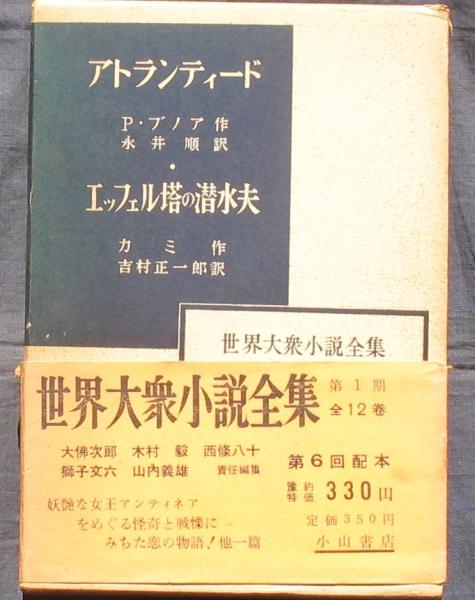 アトランティード
P・ブノア作
永井順訳
・
エッフェル塔の潜水夫
カミ作
吉村正一郎訳
世界大衆小説全集
世界大衆小説全集
第1期
全12巻
大佛次郎 木村毅 西條八十
獅子文六 山内義雄 責任編集
第6回配本
豫約特価 330円
定価350円
小山書店
妖艶な女王アンティネア
をめぐる怪奇と戦慄に
みちた恋の物語!他一篇